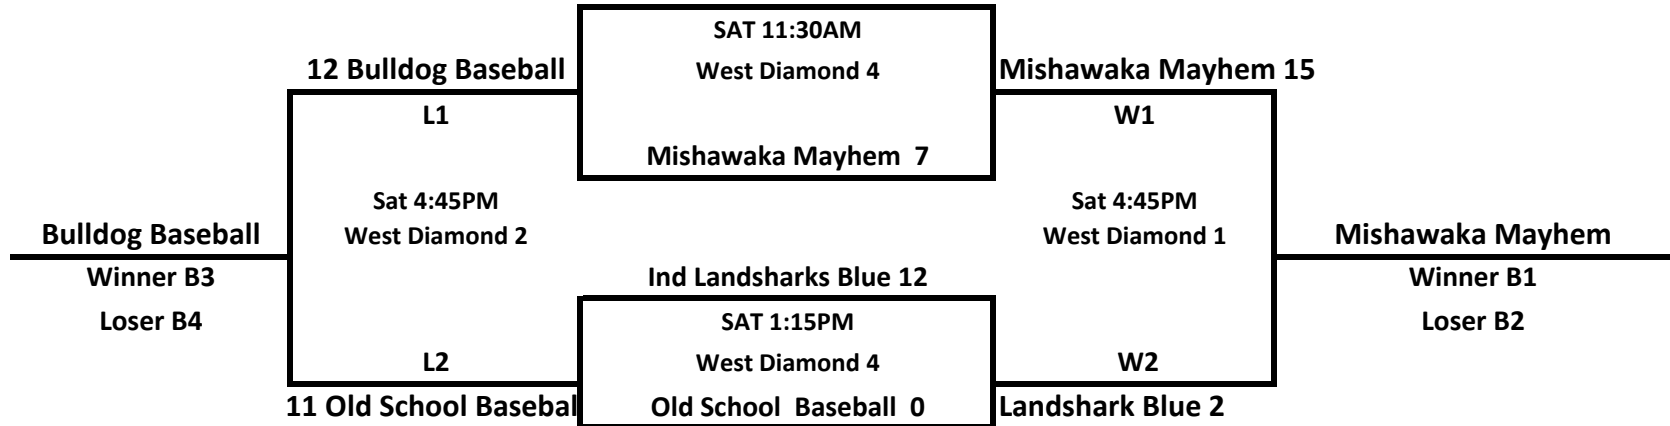 SAT 11:30AM
12 Bulldog Baseball
West Diamond 4
Mishawaka Mayhem 15
L1
W1
Mishawaka Mayhem 7
Sat 4:45PM
Sat 4:45PM
Bulldog Baseball
West Diamond 2
West Diamond 1
Mishawaka Mayhem
Winner B3
Ind Landsharks Blue 12
Winner B1
Loser B4
SAT 1:15PM
Loser B2
L2
West Diamond 4
W2
11 Old School Basebal
Old School Baseball 0
Landshark Blue 2